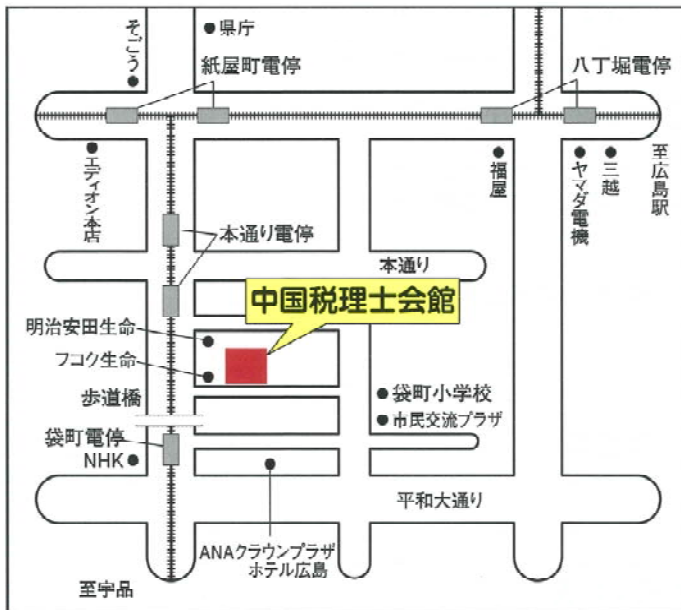 県庁
そごう
紙屋町電停
八丁堀電停
エディオン本店
福屋
ヤマダ電機
三越
至広島駅
本通り電停
本通り
中国税理士会館
明治安田生命
フコク生命
歩道橋
袋町小学校
市民交流プラザ
袋町電停
NHK
平和大通り
ANAクラウンプラザ
ホテル広島
至宇品